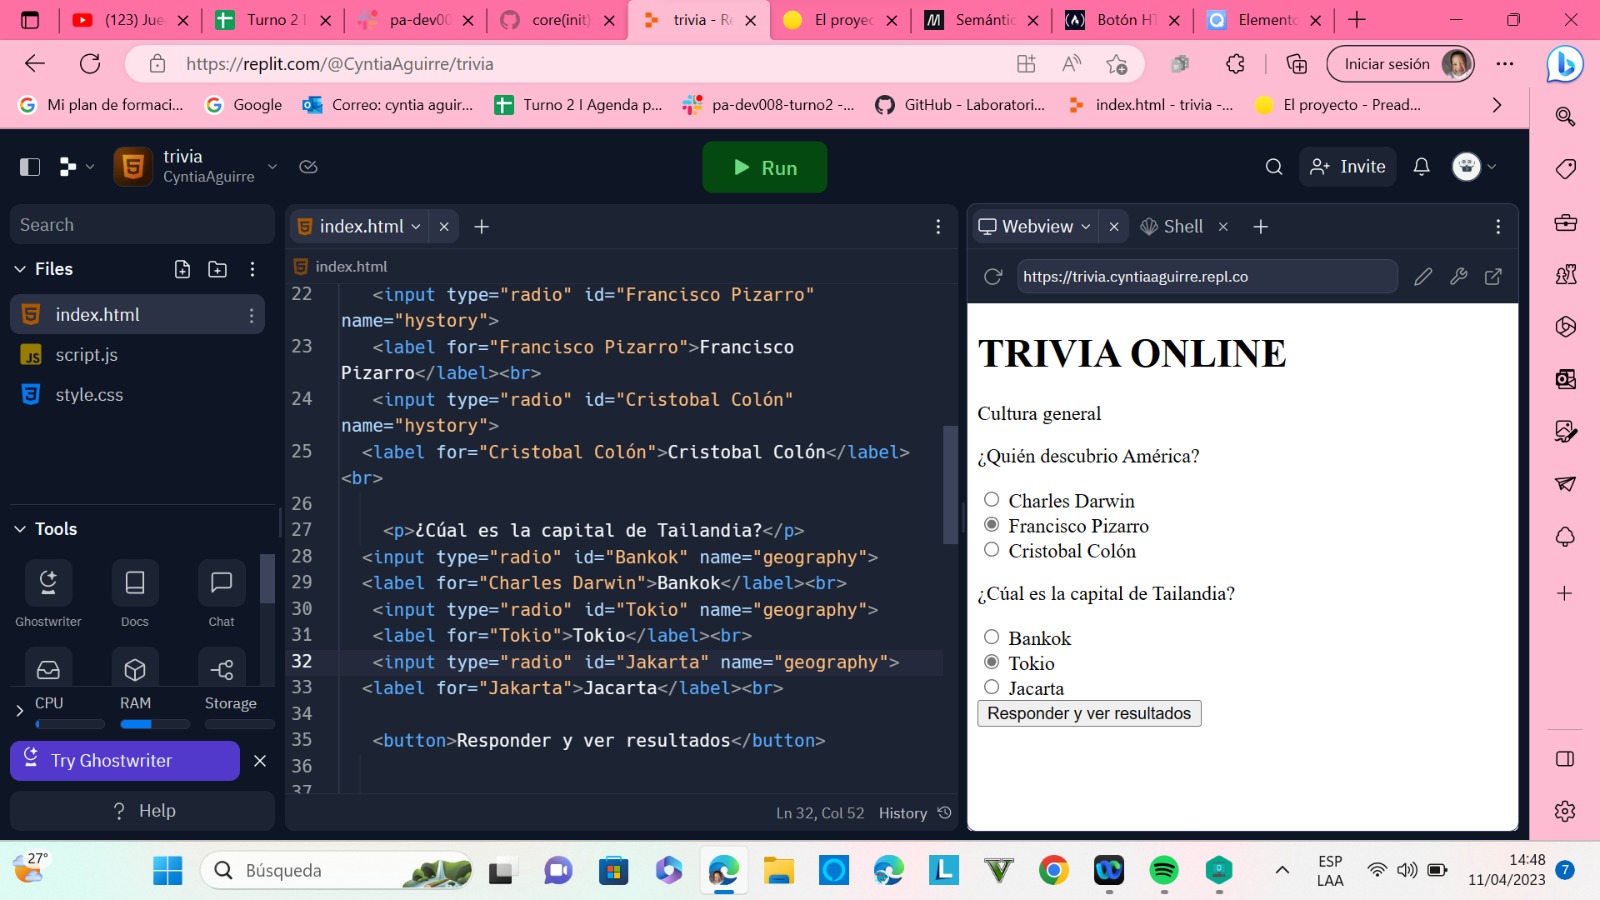 (123) Jue
Turno 2 I
pa-dev00
core(init)
trivia - Re
El proyec
Semántic
Botón HT
Elemento
https://replit.com/@CyntiaAguirre/trivia
Iniciar sesión
Mi plan de formaci...
Google
Correo: cyntia aguir...
Turno 2 I Agenda p...
pa-dev008-turno2 -...
GitHub - Laboratori...
index.html - trivia -...
El proyecto - Pread...
trivia
CyntiaAguirre
Run
Invite
Search
Files
index.html
script.js
style.css
Tools
Ghostwriter
Docs
Chat
CPU
RAM
Storage
Try Ghostwriter
? Help
index.html
index.html
22 <input type="radio" id="Francisco Pizarro"
name="hystory">
23 <label for="Francisco Pizarro">Francisco
Pizarro</label><br>
24 <input type="radio" id="Cristobal Colón"
name="hystory">
25 <label for="Cristobal Colón">Cristobal Colón</label>
<br>
26
27 <p>¿Cúal es la capital de Tailandia?</p>
28 <input type="radio" id="Bankok" name="geography">
29 <label for="Charles Darwin">Bankok</label><br>
30 <input type="radio" id="Tokio" name="geography">
31 <label for="Tokio">Tokio</label><br>
32 <input type="radio" id="Jakarta" name="geography">
33 <label for="Jakarta">Jacarta</label><br>
34
35 <button>Responder y ver resultados</button>
36
37
Ln 32, Col 52 History
Webview
Shell
https://trivia.cyntiaaguirre.repl.co
TRIVIA ONLINE
Cultura general
¿Quién descubrio América?
Charles Darwin
Francisco Pizarro
Cristobal Colón
¿Cúal es la capital de Tailandia?
Bankok
Tokio
Jacarta
Responder y ver resultados
27°
Búsqueda
ESP
LAA
14:48
11/04/2023
7